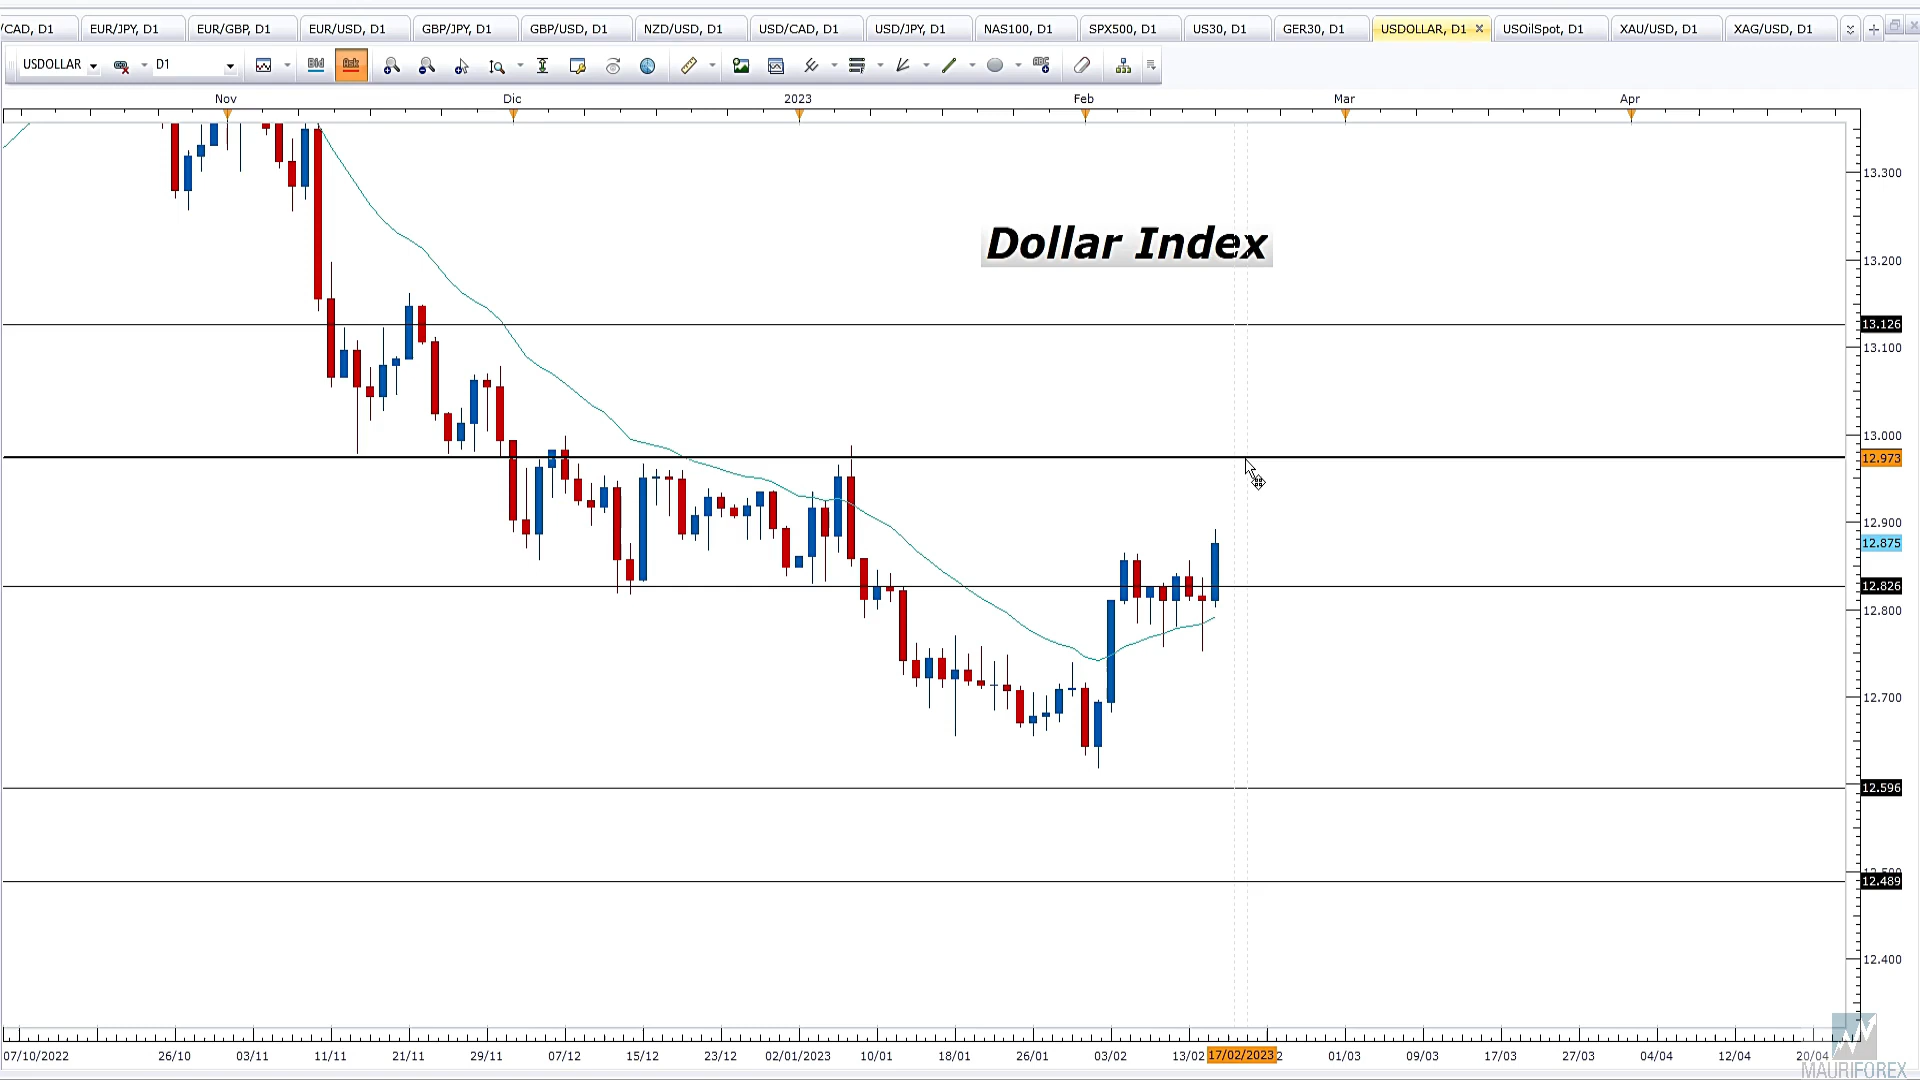 /CAD, D1 EUR/JPY, D1 EUR/GBP, D1 EUR/USD, D1 GBP/JPY, D1 GBP/USD, D1 NZD/USD, D1 USD/CAD, D1 USD/JPY, D1 NAS100, D1 SPX500, D1 US30, D1 GER30, D1 USDOLLAR, D1 USOilSpot, D1 XAU/USD, D1 XAG/USD, D1
USDOLLAR D1 Bid Ask
Nov Dic 2023 Feb Mar Apr
13.300
Dollar Index
13.200
13.126
13.100
13.000
12.973
12.900
12.875
12.826
12.800
12.700
12.596
12.489
12.400
07/10/2022 26/10 03/11 11/11 21/11 29/11 07/12 15/12 23/12 02/01/2023 10/01 18/01 26/01 03/02 13/02 17/02/2023 01/03 09/03 17/03 27/03 04/04 12/04 20/04
MAURIFOREX